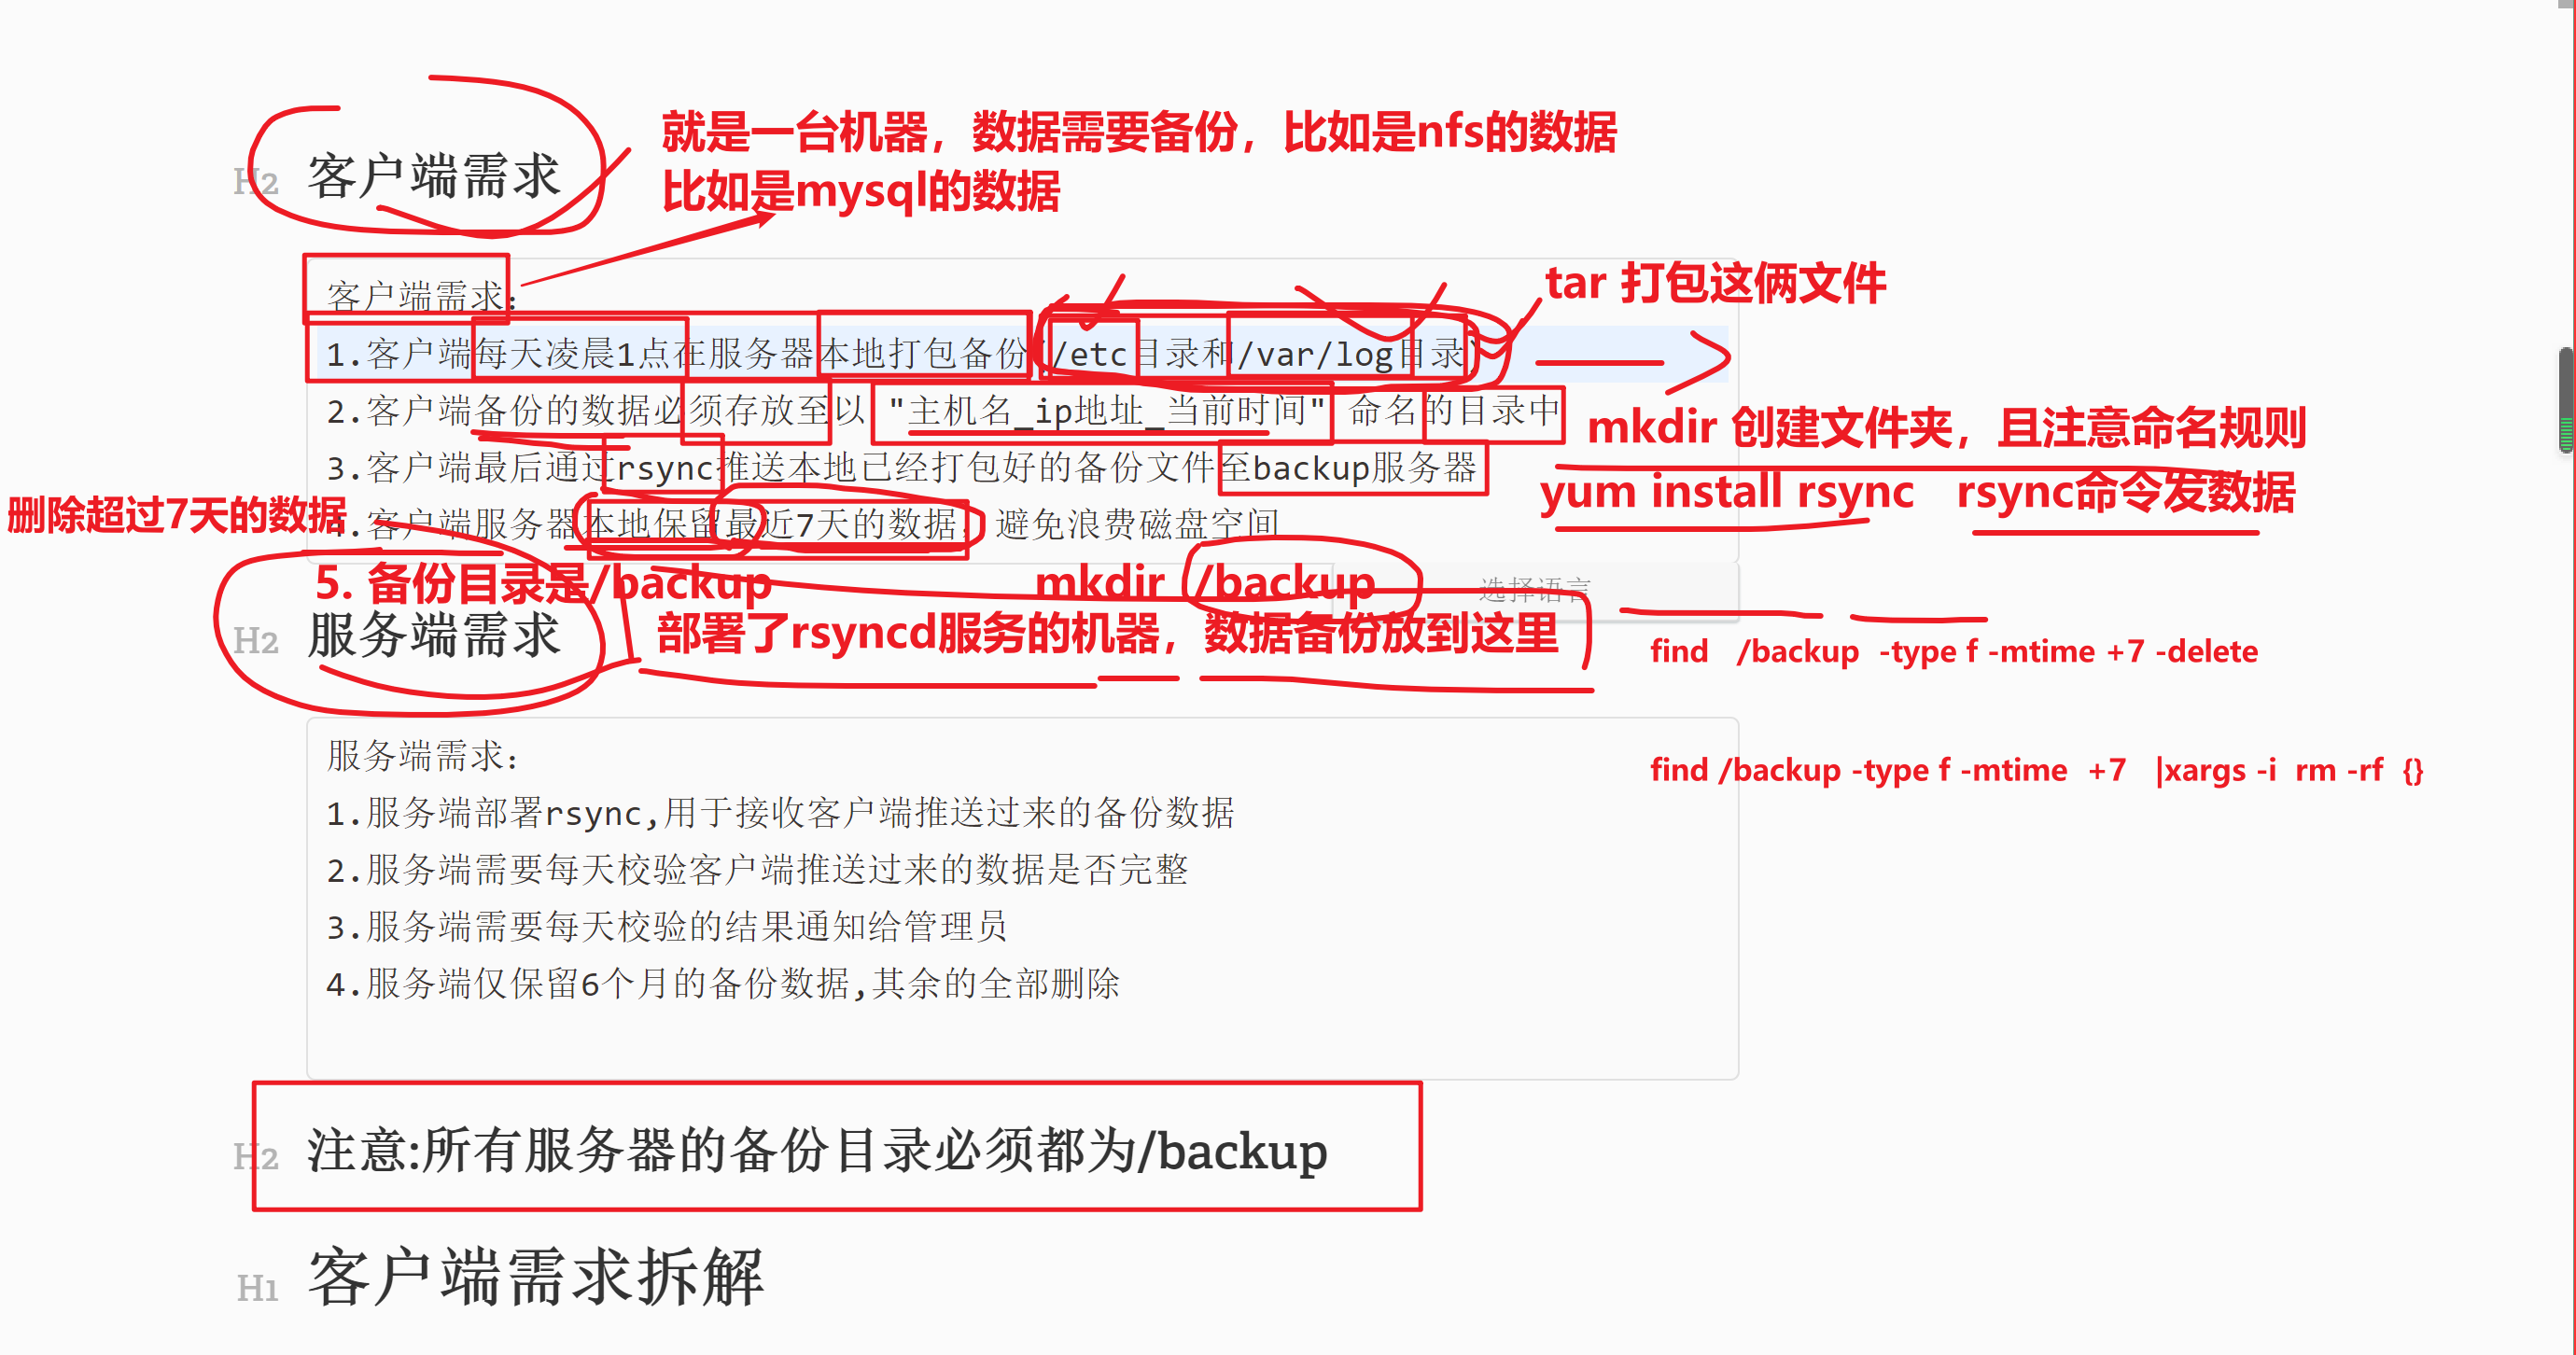 就是一台机器，数据需要备份，比如是nfs的数据
比如是mysql的数据
H2 客户端需求
客户端需求:
tar 打包这俩文件
1.客户端每天凌晨1点在服务器本地打包备份(/etc目录和/var/log目录)
2.客户端备份的数据必须存放至以 "主机名_ip地址_当前时间" 命名的目录中
mkdir 创建文件夹，且注意命名规则
3.客户端最后通过rsync推送本地已经打包好的备份文件至backup服务器
yum install rsync rsync命令发数据
删除超过7天的数据
4.客户端服务器本地保留最近7天的数据，避免浪费磁盘空间
5. 备份目录是/backup
mkdir /backup
选择语言
H2 服务端需求
部署了rsyncd服务的机器，数据备份放到这里
find /backup -type f -mtime +7 -delete
服务端需求:
find /backup -type f -mtime +7 |xargs -i rm -rf {}
1.服务端部署rsync,用于接收客户端推送过来的备份数据
2.服务端需要每天校验客户端推送过来的数据是否完整
3.服务端需要每天校验的结果通知给管理员
4.服务端仅保留6个月的备份数据,其余的全部删除
H2 注意:所有服务器的备份目录必须都为/backup
H1 客户端需求拆解